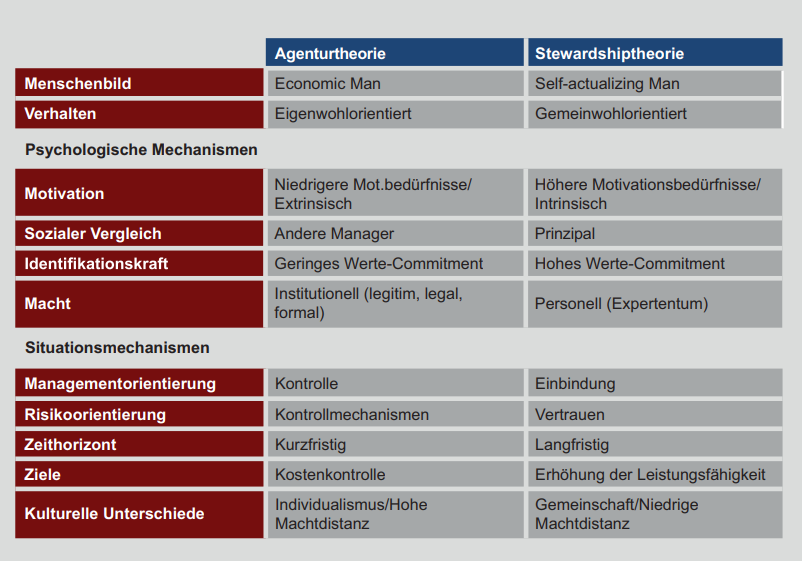 Agenturtheorie Stewardshiptheorie
Menschenbild Economic Man Self-actualizing Man
Verhalten Eigenwohlorientiert Gemeinwohlorientiert
Psychologische Mechanismen
Motivation Niedrigere Mot.bedürfnisse/ Höhere Motivationsbedürfnisse/
Extrinsisch Intrinsisch
Sozialer Vergleich Andere Manager Prinzipal
Identifikationskraft Geringes Werte-Commitment Hohes Werte-Commitment
Macht Institutionell (legitim, legal, Personell (Expertentum)
formal)
Situationsmechanismen
Managementorientierung Kontrolle Einbindung
Risikoorientierung Kontrollmechanismen Vertrauen
Zeithorizont Kurzfristig Langfristig
Ziele Kostenkontrolle Erhöhung der Leistungsfähigkeit
Kulturelle Unterschiede Individualismus/Hohe Gemeinschaft/Niedrige
Machtdistanz Machtdistanz